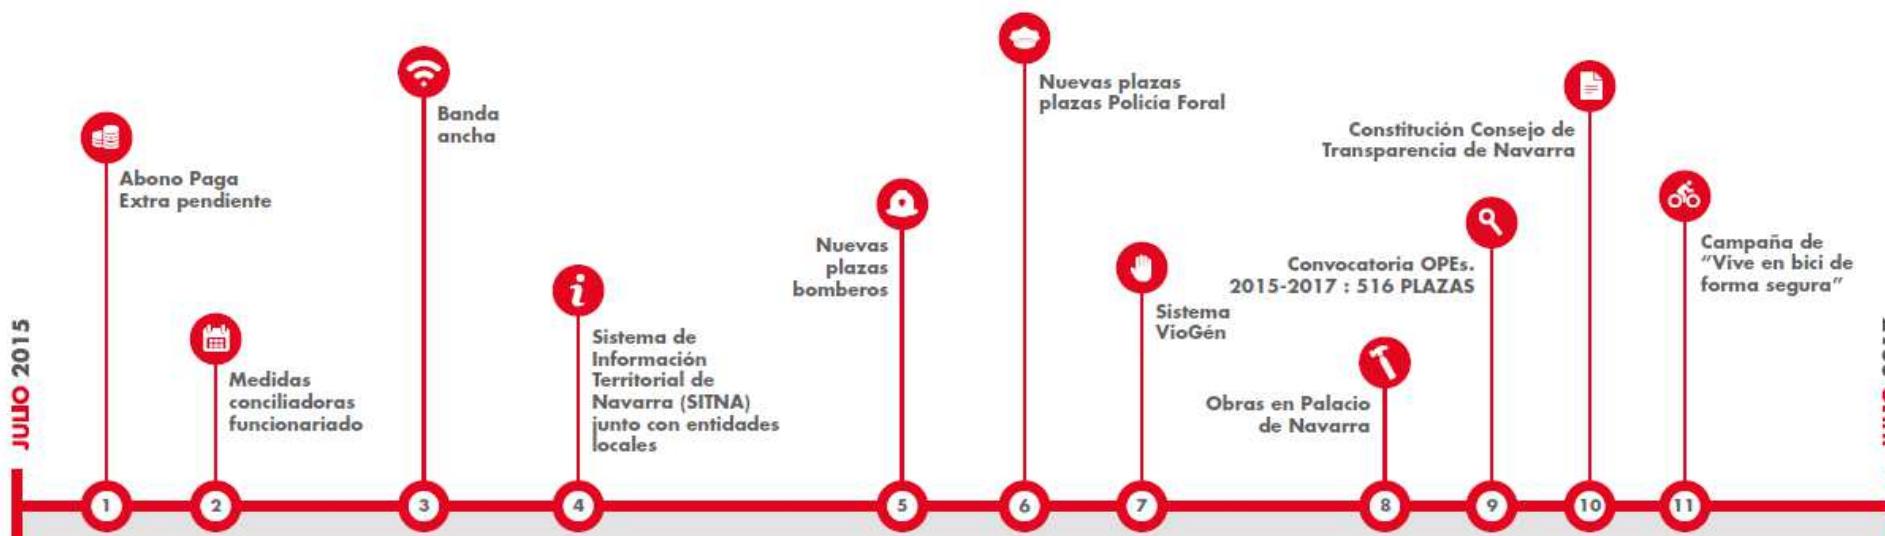 JULIO 2015
Abono Paga
Extra pendiente
Medidas
conciliadoras
funcionariado
Banda
ancha
Sistema de
Información
Territorial de
Navarra (SITNA)
junto con entidades
locales
Nuevas
plazas
bomberos
Nuevas plazas
plazas Policía Foral
Sistema
VioGén
Obras en Palacio
de Navarra
Convocatoria OPEs.
2015-2017 : 516 PLAZAS
Constitución Consejo de
Transparencia de Navarra
Campaña de
"Vive en bici de
forma segura"
1
2
3
4
5
6
7
8
9
10
11